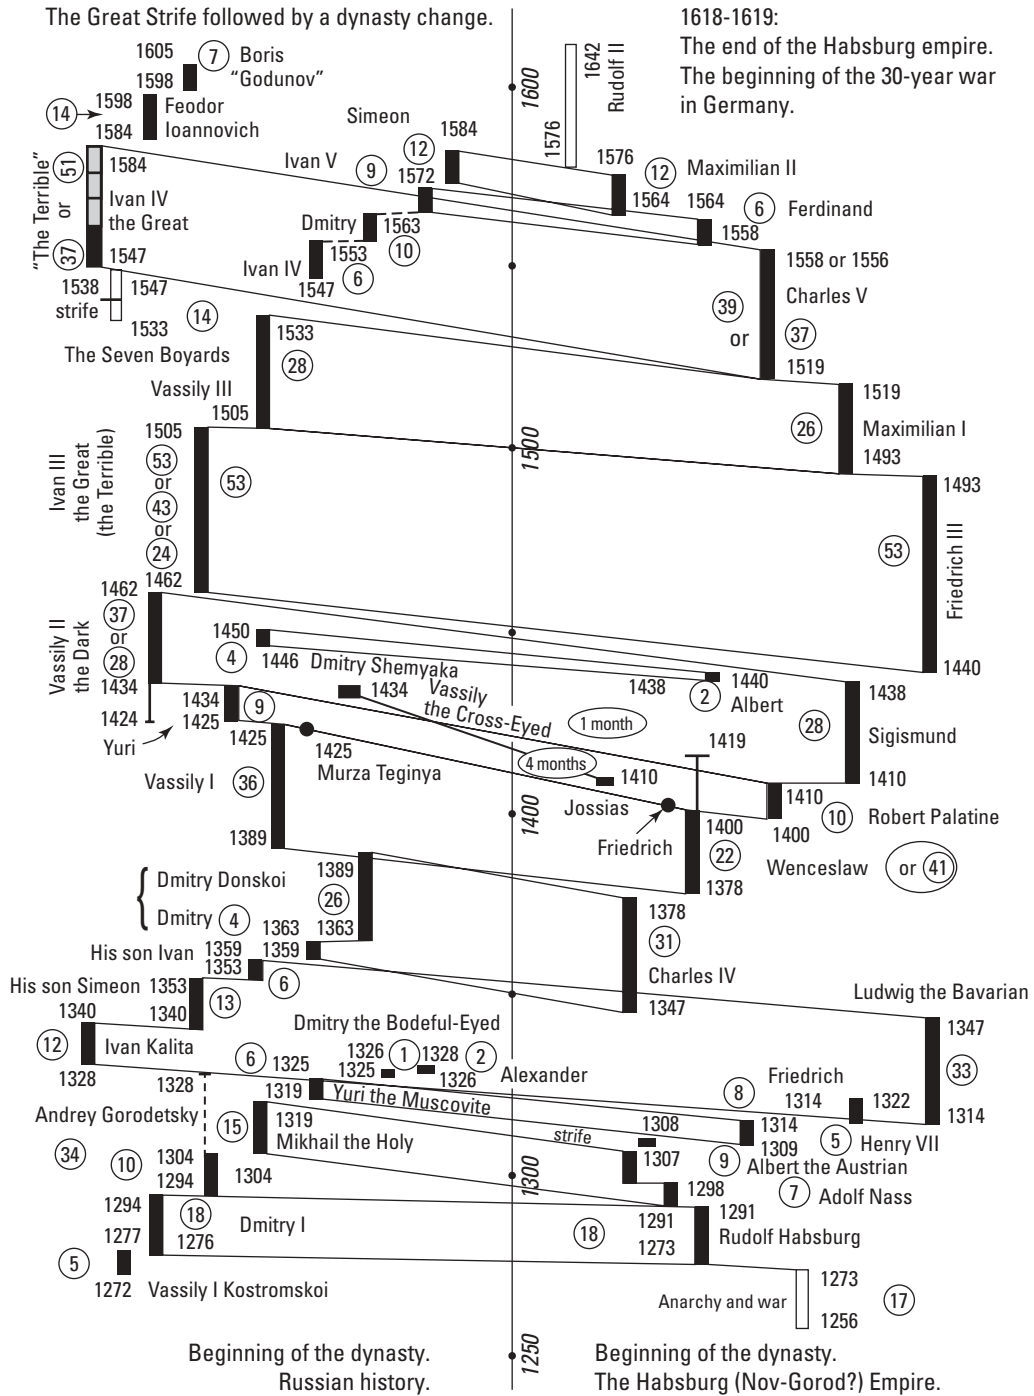 The Great Strife followed by a dynasty change.
1618-1619:
The end of the Habsburg empire.
The beginning of the 30-year war
in Germany.
1605
7
Boris
"Godunov"
1598
1598
Feodor
Ioannovich
14
1584
1600
1642
Rudolf II
1576
Simeon
1584
12
Ivan V
9
1572
1576
12
Maximilian II
1564
1564
6
Ferdinand
1558
"The Terrible"
51
or
37
1584
Ivan IV
the Great
1547
Dmitry
1563
10
1553
Ivan IV
6
1547
1558 or 1556
Charles V
39
or
37
1519
1538
1547
strife
1533
14
The Seven Boyards
1533
28
Vassily III
1505
1519
26
Maximilian I
1493
1500
Ivan III
the Great
(the Terrible)
1505
53
or
43
or
24
53
1462
1493
53
Friedrich III
1440
Vassily II
the Dark
1462
37
or
28
1434
1424
1450
4
1446
Dmitry Shemyaka
1438
1440
2
Albert
1438
28
Sigismund
1410
1434
Vassily
the Cross-Eyed
1 month
4 months
1434
9
1425
Yuri
1425
1425
Murza Teginya
1419
1410
Jossias
Friedrich
1410
10
Robert Palatine
1400
Vassily I
36
1389
1400
1400
22
Wenceslaw
or 41
1378
Dmitry Donskoi
1389
26
Dmitry
4
1363
1363
1378
31
Charles IV
1347
His son Ivan
1359
1359
1353
6
His son Simeon
1353
13
1340
Ludwig the Bavarian
1347
33
1314
1340
12
Ivan Kalita
1328
1328
Dmitry the Bodeful-Eyed
1326
1
1328
2
1325
1326
Alexander
6
1325
1319
Yuri the Muscovite
8
Friedrich
1314
1322
5
Henry VII
Andrey Gorodetsky
15
1319
Mikhail the Holy
strife
1308
1307
1314
1309
9
Albert the Austrian
34
10
1304
1294
1304
1300
1298
7
Adolf Nass
1294
18
Dmitry I
1277
1276
18
1291
1273
1291
Rudolf Habsburg
5
1272
Vassily I Kostromskoi
Anarchy and war
1273
17
1256
1250
Beginning of the dynasty.
Russian history.
Beginning of the dynasty.
The Habsburg (Nov-Gorod?) Empire.